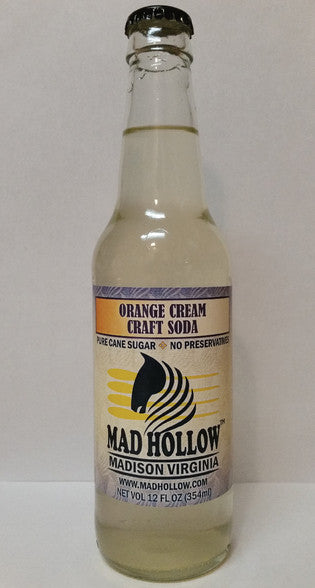 ORANGE CREAM
CRAFT SODA
PURE CANE SUGAR NO PRESERVATIVES
MAD HOLLOW™
MADISON VIRGINIA
WWW.MADHOLLOW.COM
NET VOL 12 FL OZ (354ml)